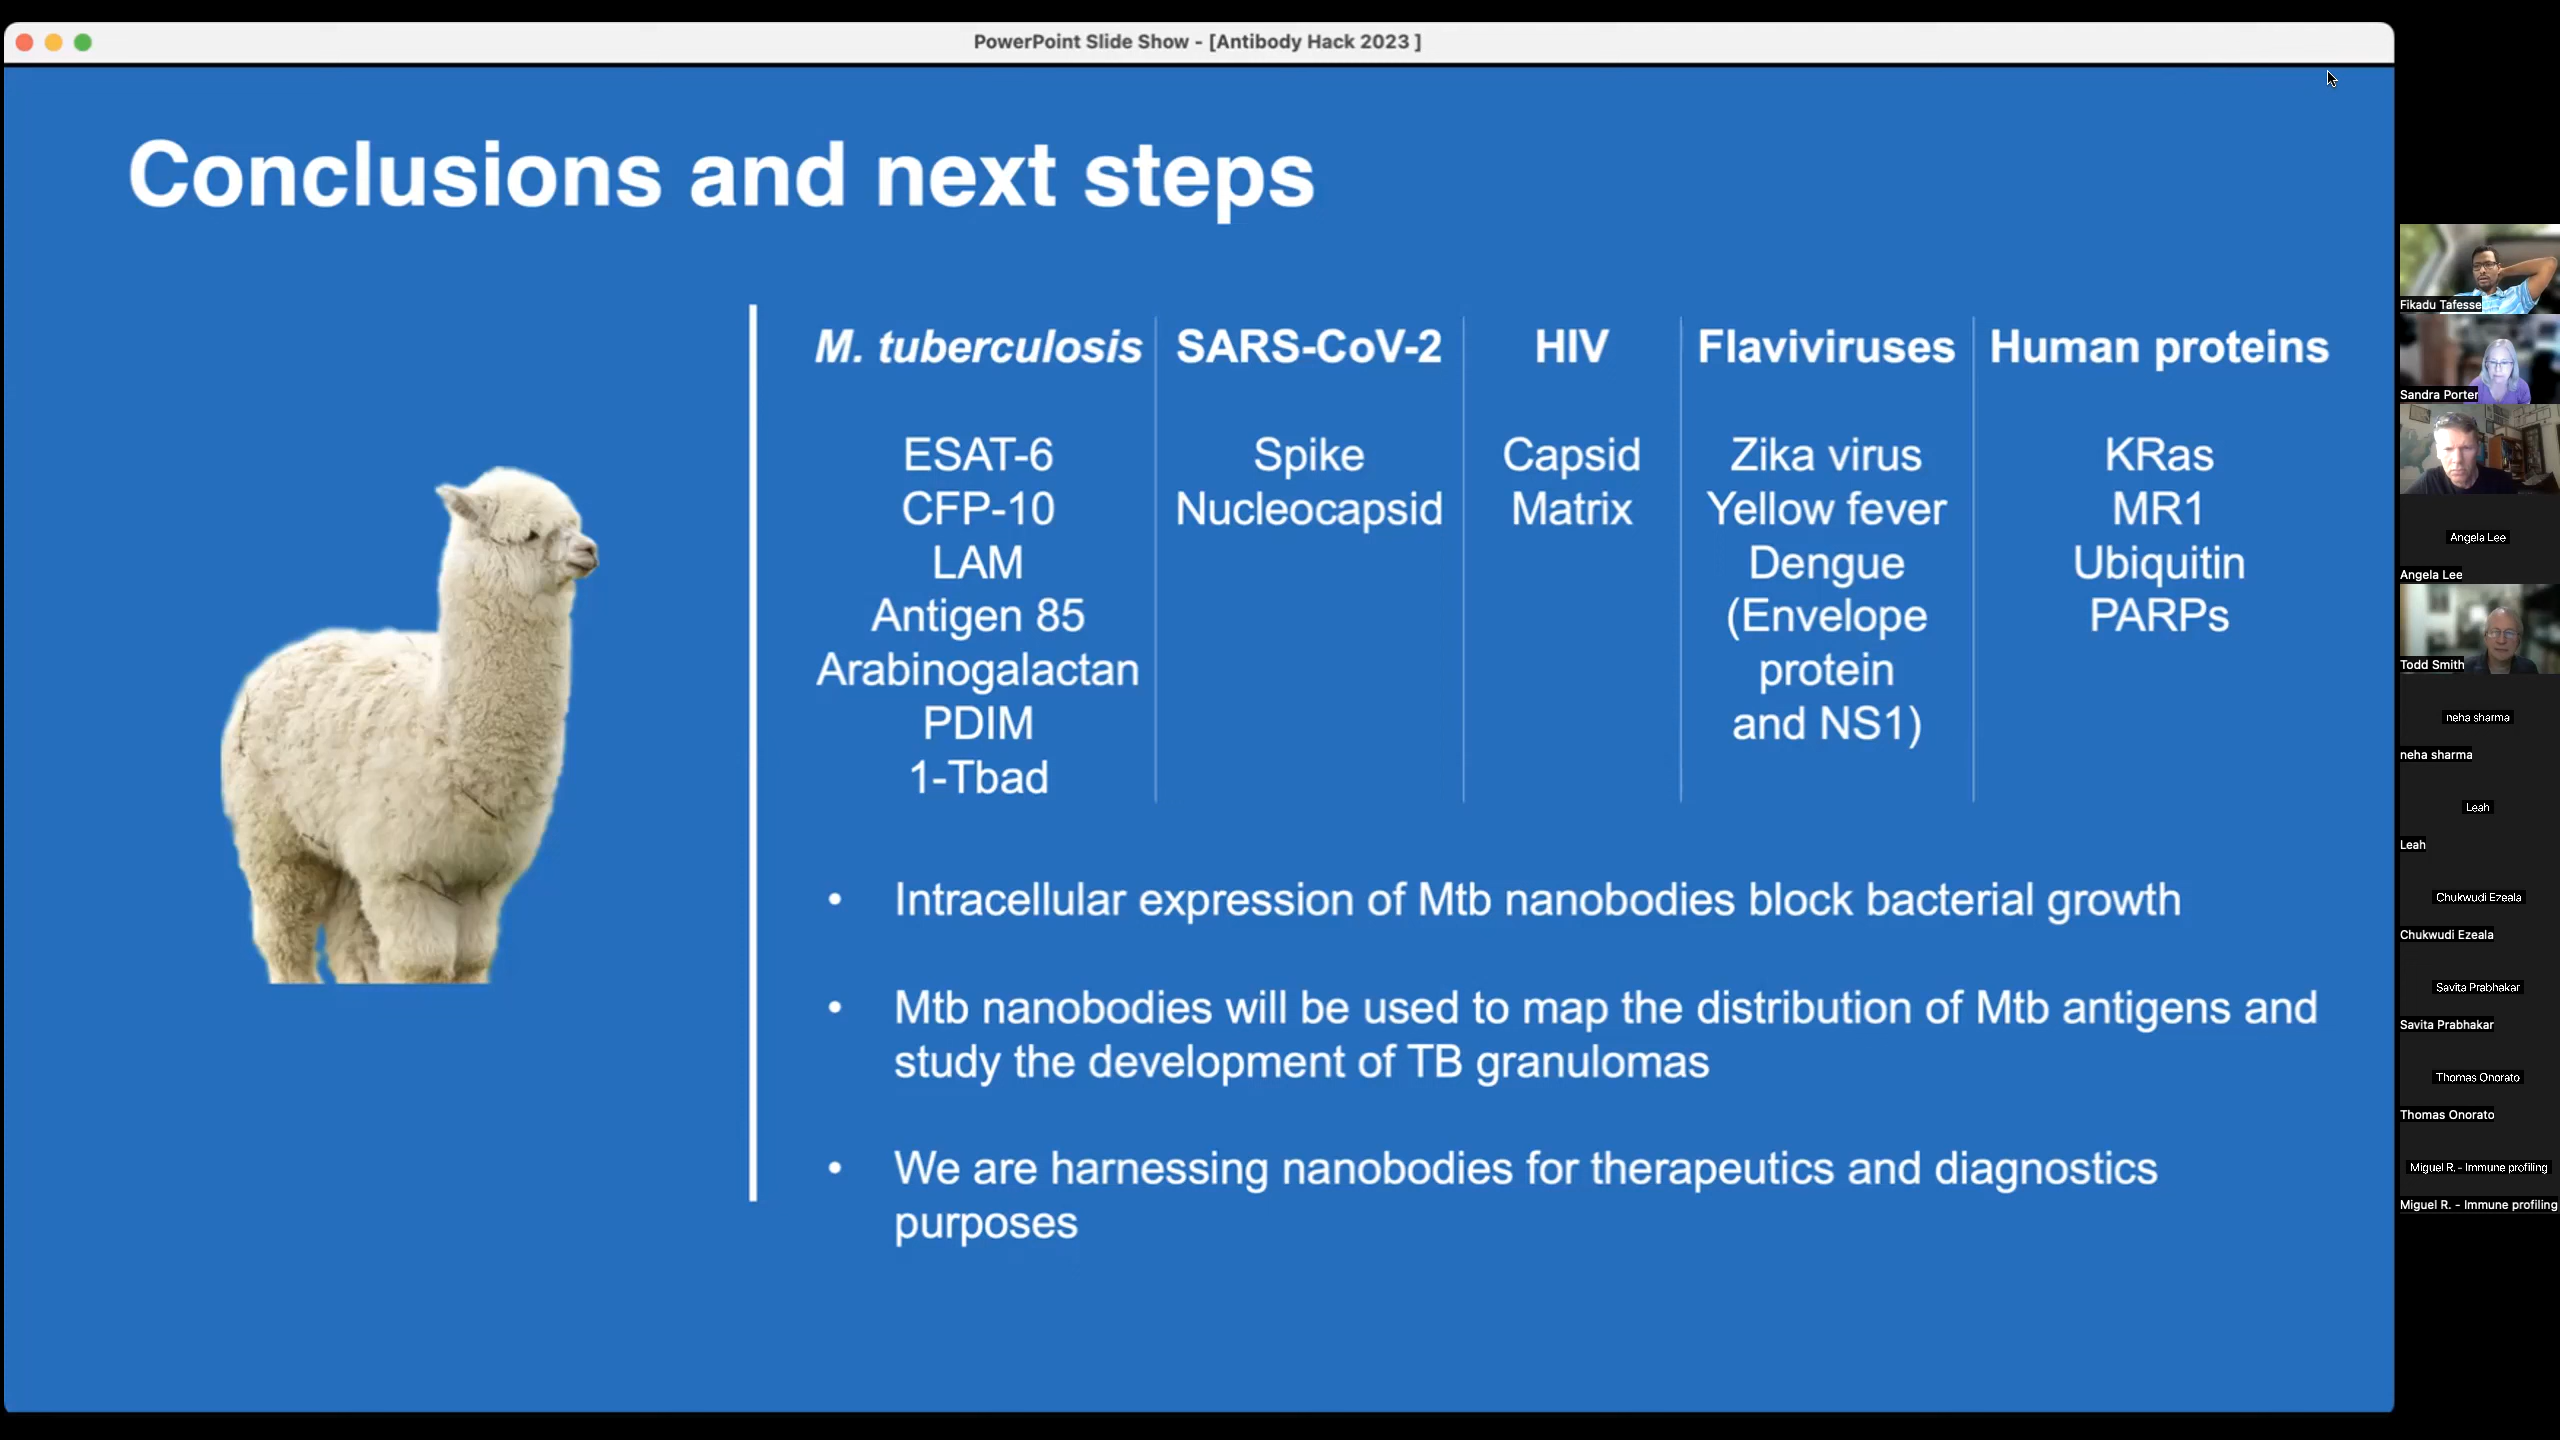 PowerPoint Slide Show - [Antibody Hack 2023 ]
Conclusions and next steps
M. tuberculosis
ESAT-6
CFP-10
LAM
Antigen 85
Arabinogalactan
PDIM
1-Tbad
SARS-CoV-2
Spike
Nucleocapsid
HIV
Capsid
Matrix
Flaviviruses
Zika virus
Yellow fever
Dengue
(Envelope
protein
and NS1)
Human proteins
KRas
MR1
Ubiquitin
PARPs
• Intracellular expression of Mtb nanobodies block bacterial growth
• Mtb nanobodies will be used to map the distribution of Mtb antigens and
study the development of TB granulomas
• We are harnessing nanobodies for therapeutics and diagnostics
purposes
Fikadu Tafesse
Sandra Porter
Angela Lee
Angela Lee
Todd Smith
neha sharma
neha sharma
Leah
Leah
Chukwudi Ezeala
Chukwudi Ezeala
Savita Prabhakar
Savita Prabhakar
Thomas Onorato
Thomas Onorato
Miguel R. - Immune profiling
Miguel R. - Immune profiling